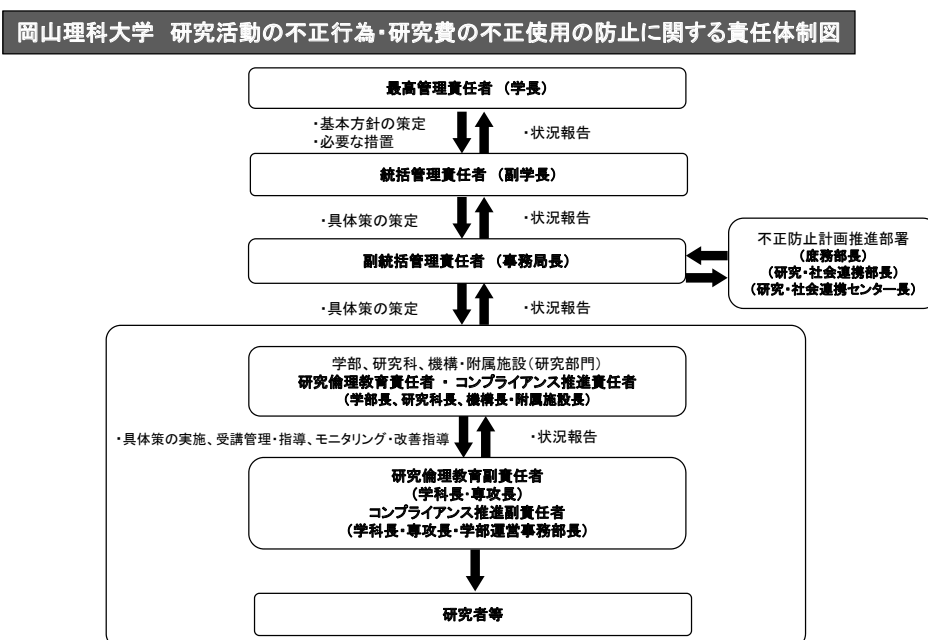 岡山理科大学 研究活動の不正行為・研究費の不正使用の防止に関する責任体制図
最高管理責任者 (学長)
・基本方針の策定
・必要な措置
・状況報告
統括管理責任者 (副学長)
・具体策の策定
・状況報告
副統括管理責任者 (事務局長)
不正防止計画推進部署
(庶務部長)
(研究・社会連携部長)
(研究・社会連携センター長)
・具体策の策定
・状況報告
学部、研究科、機構・附属施設(研究部門)
研究倫理教育責任者 ・ コンプライアンス推進責任者
(学部長、研究科長、機構長・附属施設長)
・具体策の実施、受講管理・指導、モニタリング・改善指導
・状況報告
研究倫理教育副責任者
(学科長・専攻長)
コンプライアンス推進副責任者
(学科長・専攻長・学部運営事務部長)
研究者等